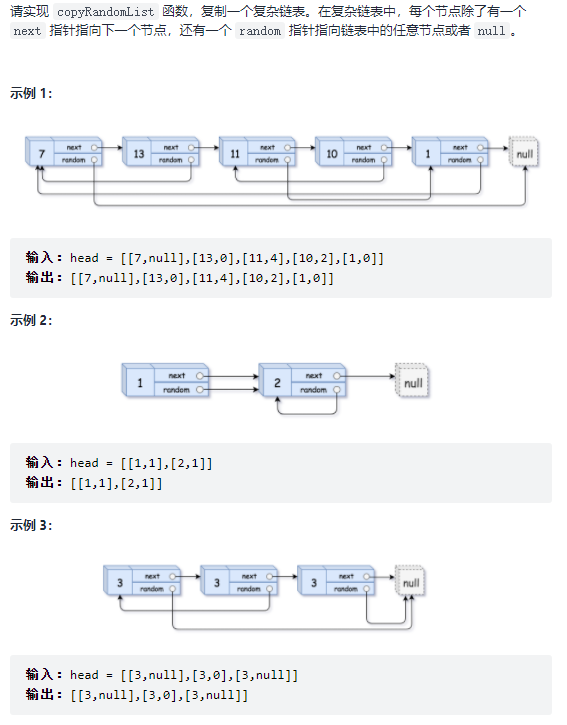 请实现 copyRandomList 函数，复制一个复杂链表。在复杂链表中，每个节点除了有一个
next 指针指向下一个节点，还有一个 random 指针指向链表中的任意节点或者 null。
示例 1：
7 next random 13 next random 11 next random 10 next random 1 next random null
输入：head = [[7,null],[13,0],[11,4],[10,2],[1,0]]
输出：[[7,null],[13,0],[11,4],[10,2],[1,0]]
示例 2：
1 next random 2 next random null
输入：head = [[1,1],[2,1]]
输出：[[1,1],[2,1]]
示例 3：
3 next random 3 next random 3 next random null
输入：head = [[3,null],[3,0],[3,null]]
输出：[[3,null],[3,0],[3,null]]